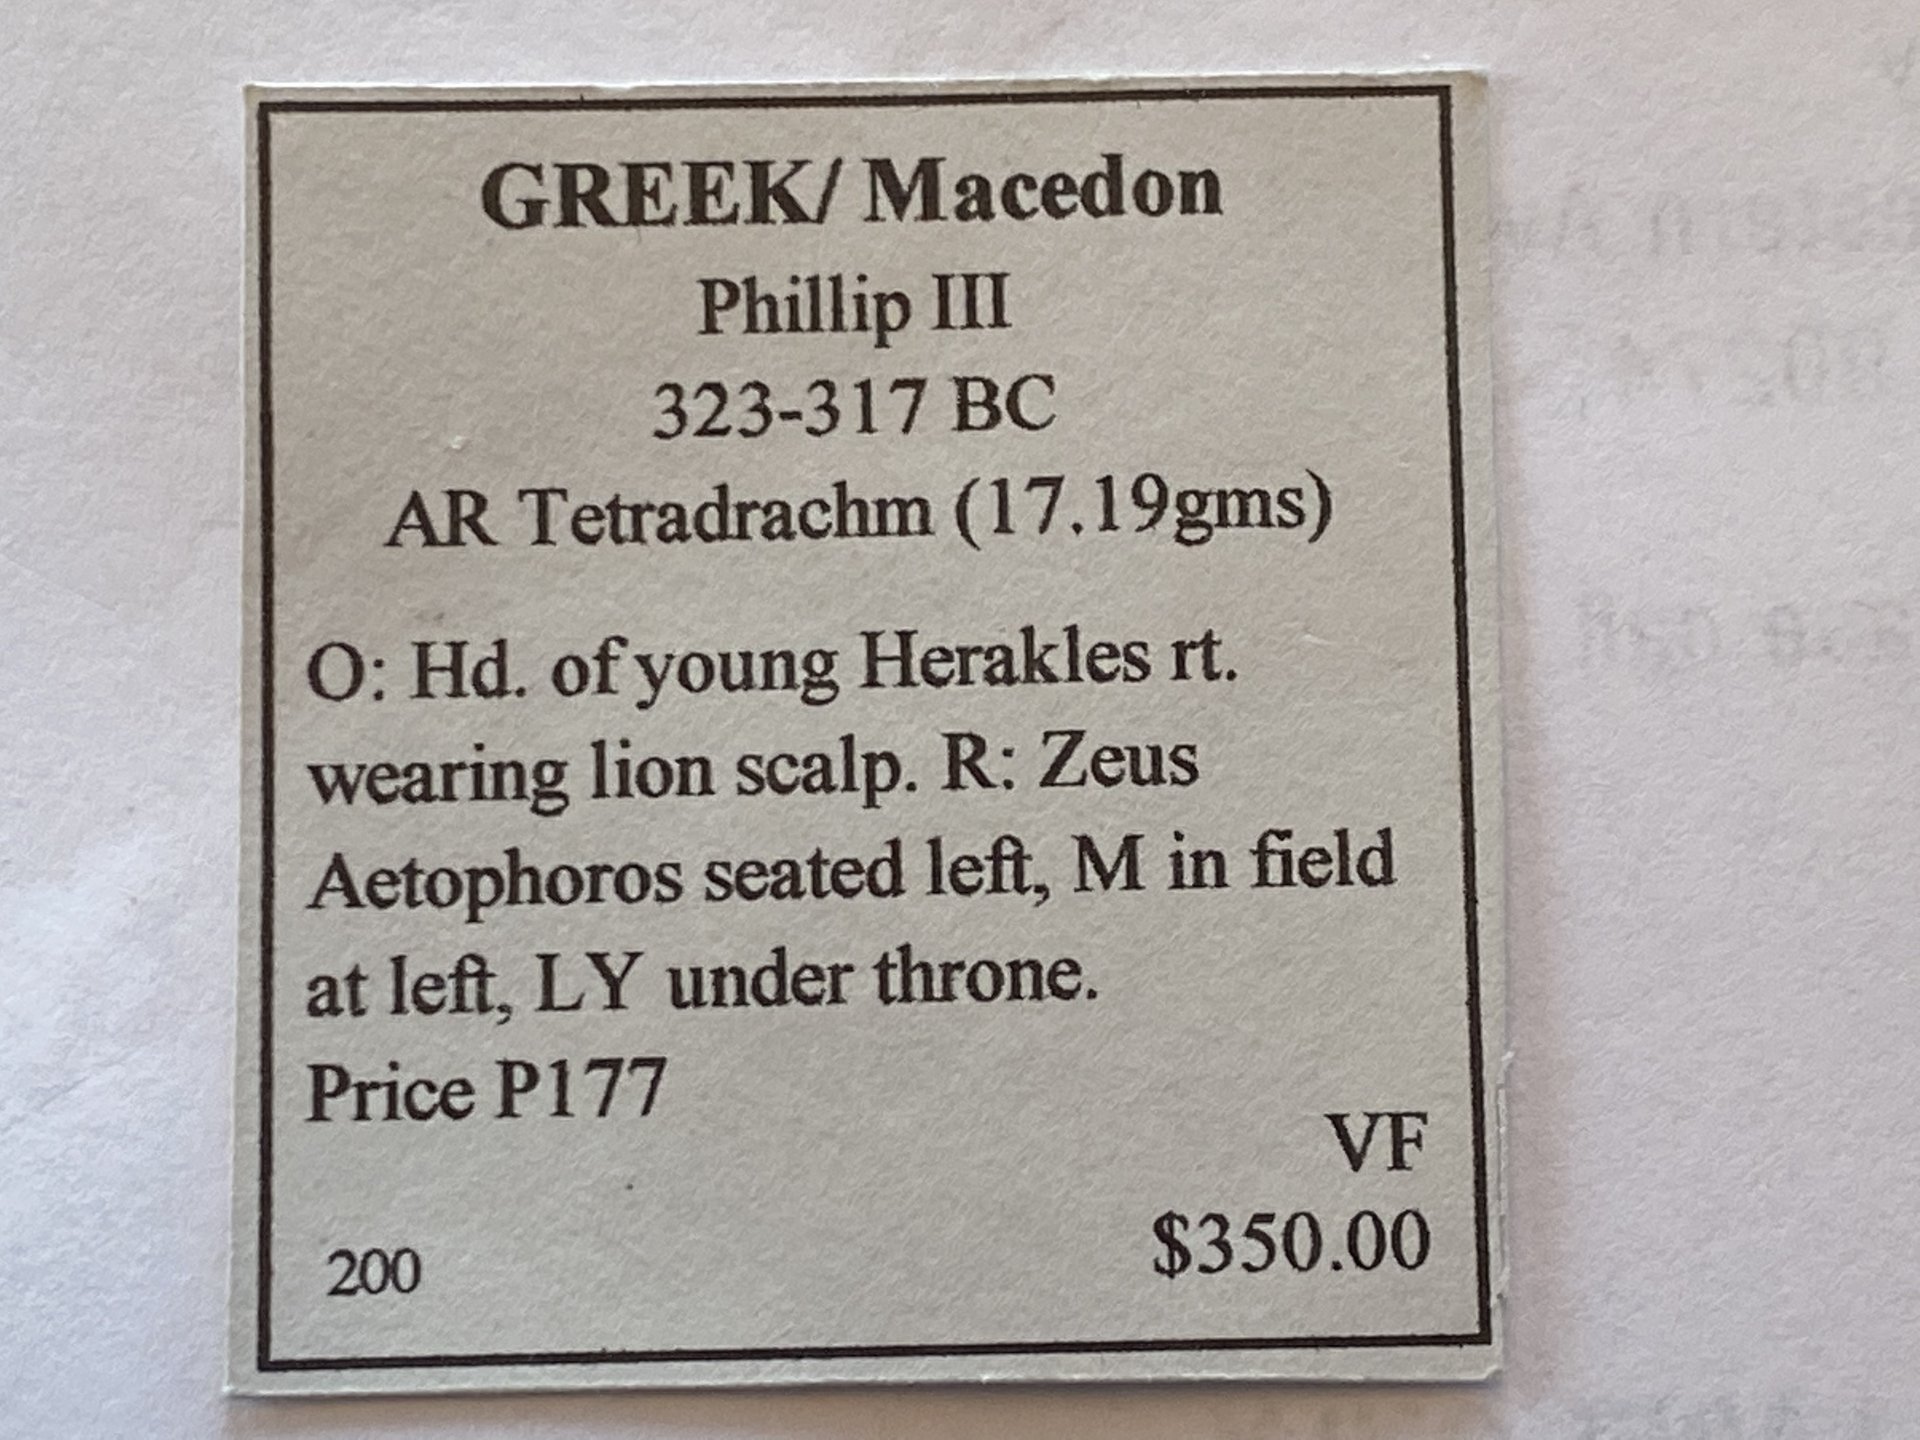 GREEK/ Macedon
Phillip III
323-317 BC
AR Tetradrachm (17.19gms)
O: Hd. of young Herakles rt.
wearing lion scalp. R: Zeus
Aetophoros seated left, M in field
at left, LY under throne.
Price P177
VF
$350.00
200